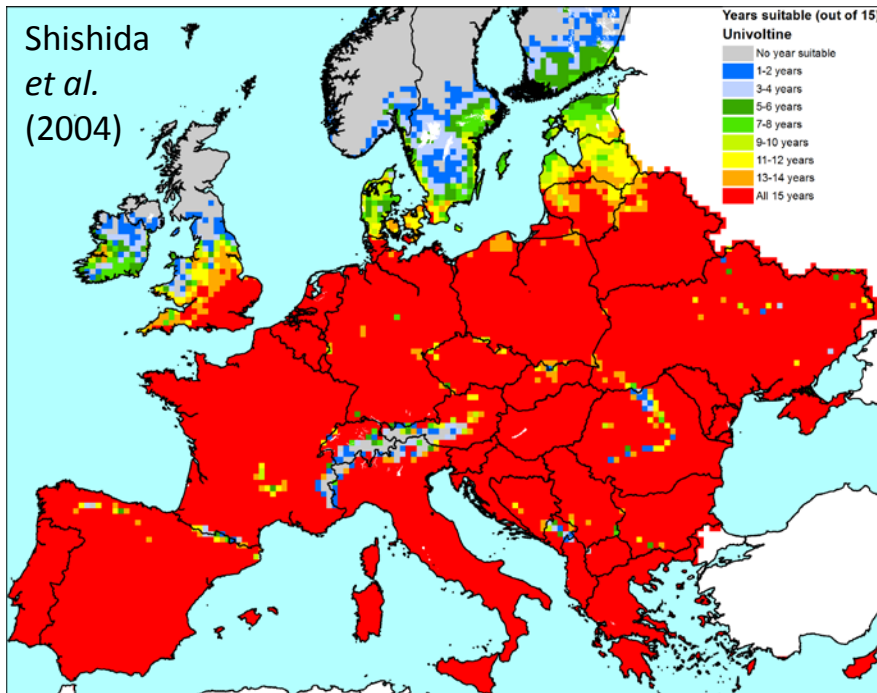 Shishida
et al.
(2004)
Years suitable (out of 15)
Univoltine
No year suitable
1-2 years
3-4 years
5-6 years
7-8 years
9-10 years
11-12 years
13-14 years
All 15 years